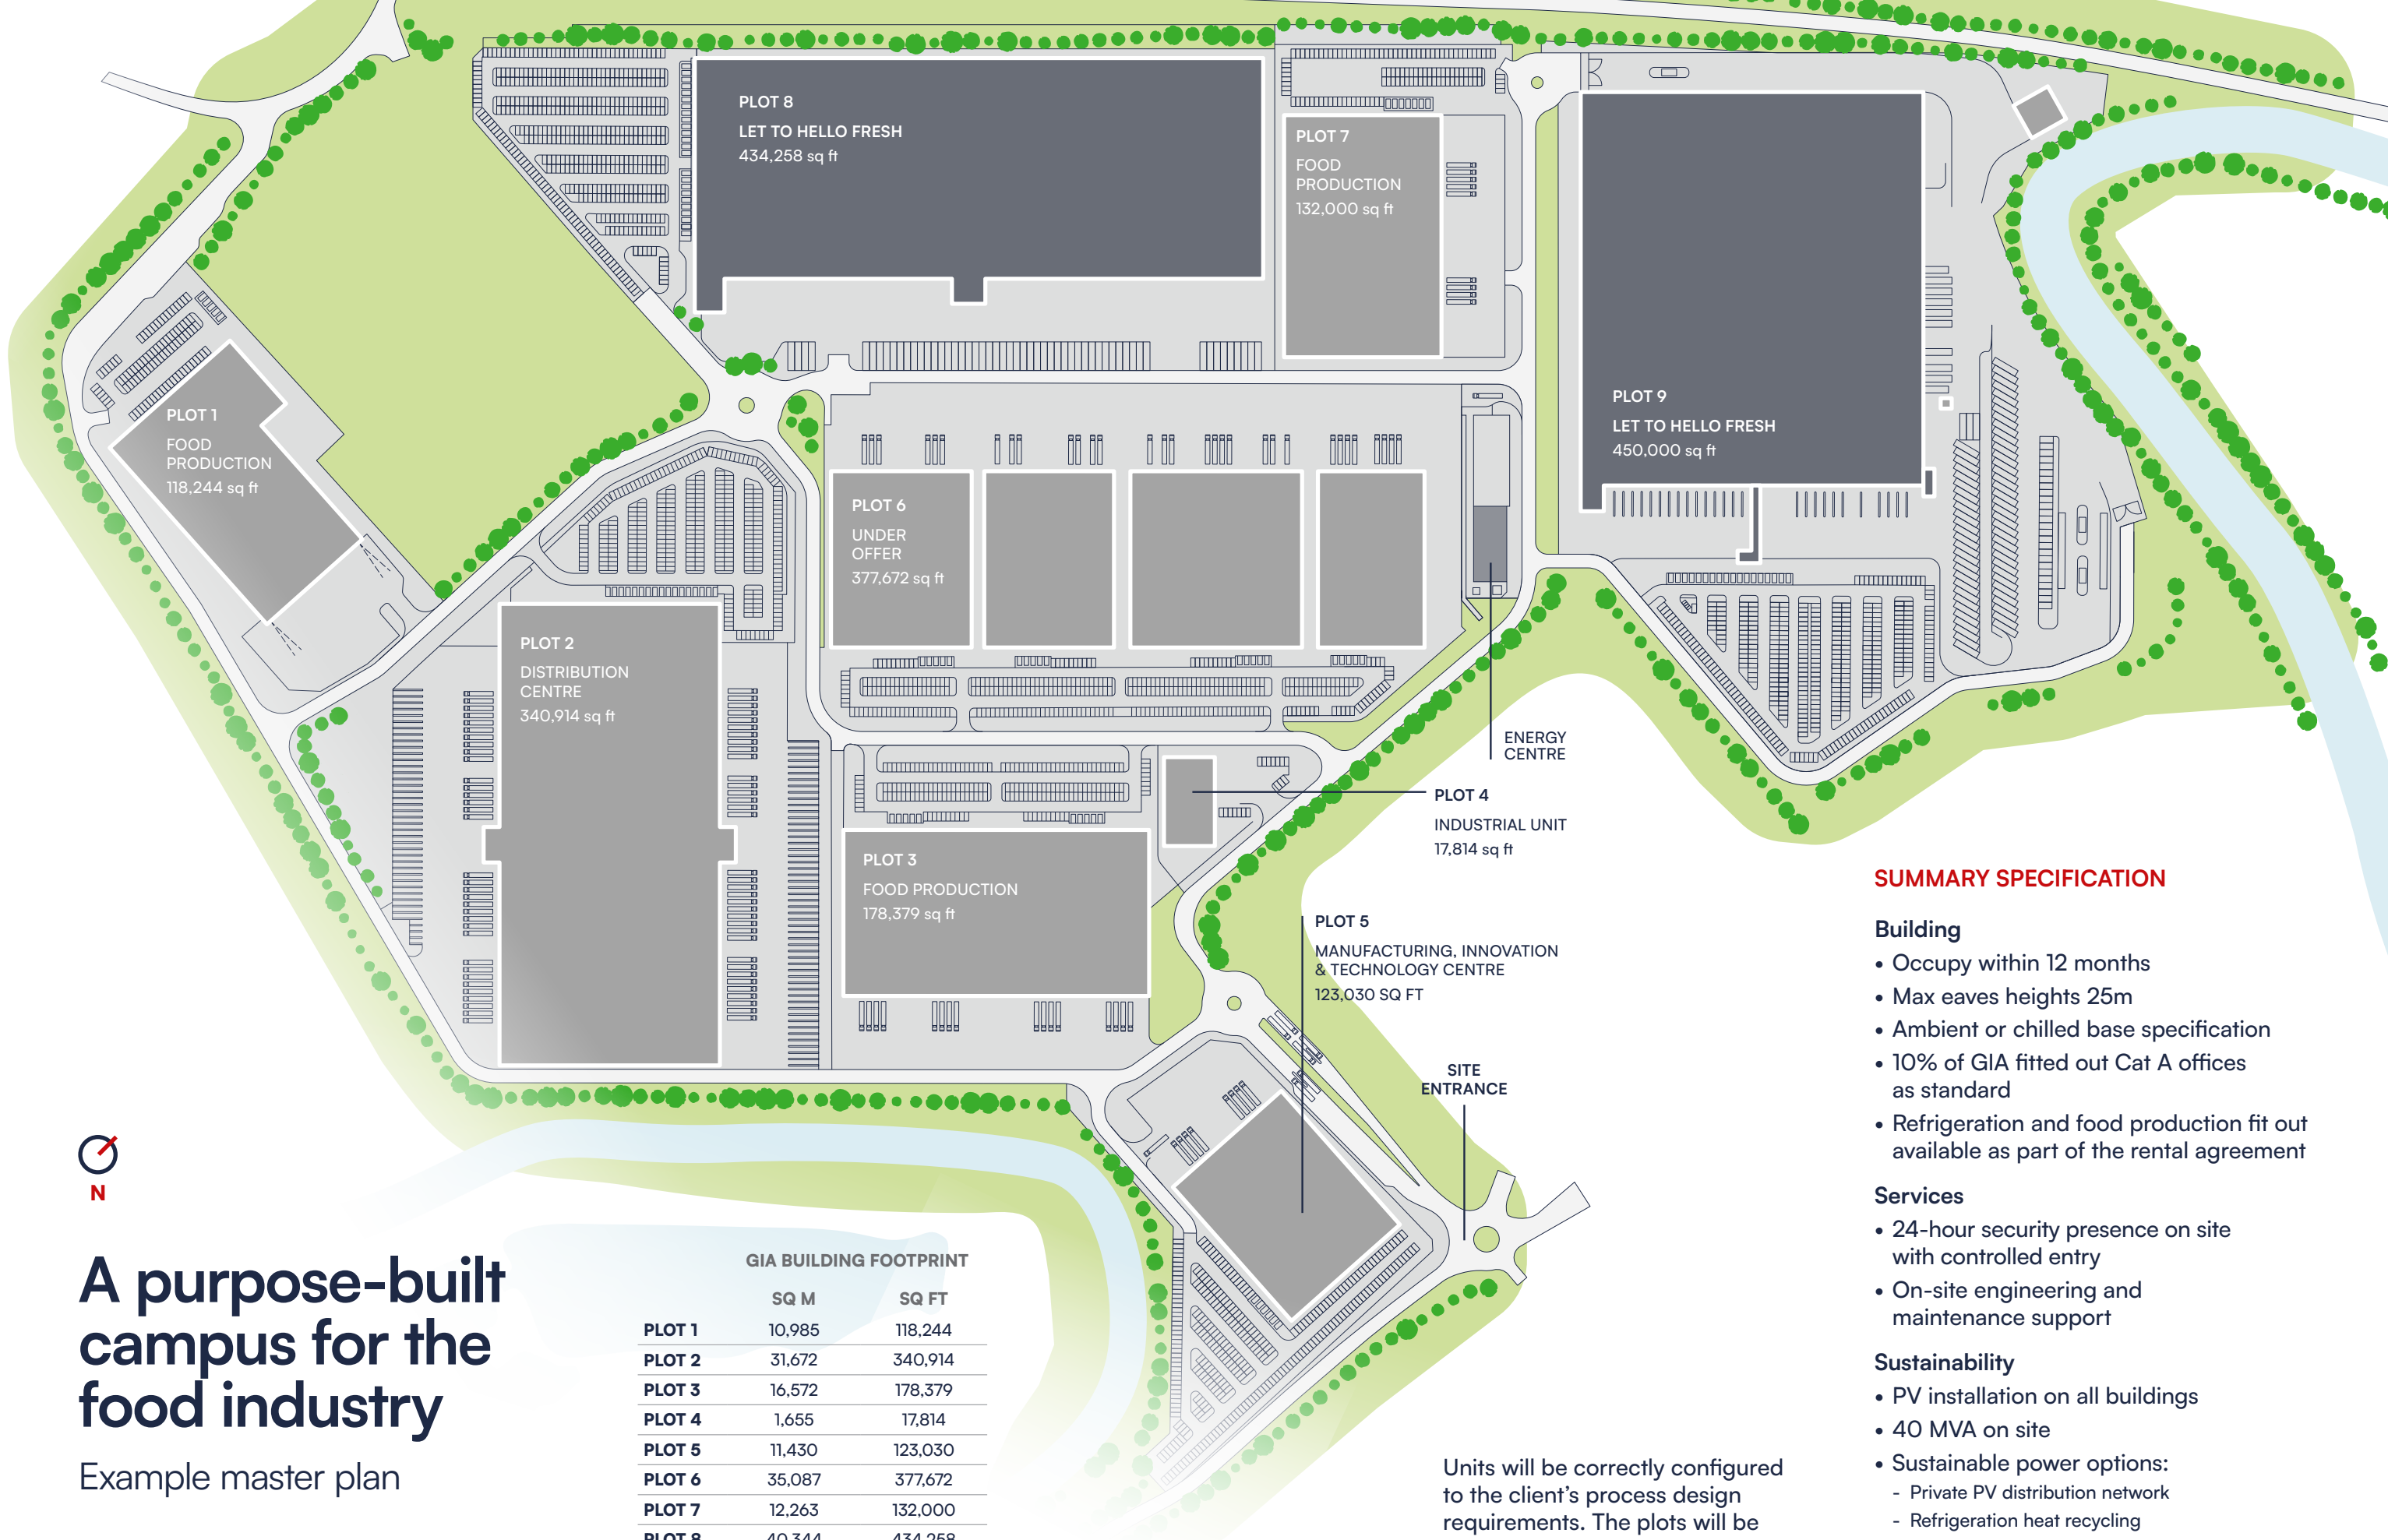 PLOT 8
LET TO HELLO FRESH
434,258 sq ft
PLOT 7
FOOD
PRODUCTION
132,000 sq ft
PLOT 9
LET TO HELLO FRESH
450,000 sq ft
PLOT 1
FOOD
PRODUCTION
118,244 sq ft
PLOT 6
UNDER
OFFER
377,672 sq ft
PLOT 2
DISTRIBUTION
CENTRE
340,914 sq ft
ENERGY
CENTRE
PLOT 4
INDUSTRIAL UNIT
17,814 sq ft
PLOT 3
FOOD PRODUCTION
178,379 sq ft
PLOT 5
MANUFACTURING, INNOVATION
& TECHNOLOGY CENTRE
123,030 SQ FT
SITE
ENTRANCE
N
A purpose-built
campus for the
food industry
Example master plan
GIA BUILDING FOOTPRINT
SQ M SQ FT
PLOT 1 10,985 118,244
PLOT 2 31,672 340,914
PLOT 3 16,572 178,379
PLOT 4 1,655 17,814
PLOT 5 11,430 123,030
PLOT 6 35,087 377,672
PLOT 7 12,263 132,000
PLOT 8 40,344 434,258
Units will be correctly configured
to the client's process design
requirements. The plots will be
SUMMARY SPECIFICATION
Building
• Occupy within 12 months
• Max eaves heights 25m
• Ambient or chilled base specification
• 10% of GIA fitted out Cat A offices
as standard
• Refrigeration and food production fit out
available as part of the rental agreement
Services
• 24-hour security presence on site
with controlled entry
• On-site engineering and
maintenance support
Sustainability
• PV installation on all buildings
• 40 MVA on site
• Sustainable power options:
- Private PV distribution network
- Refrigeration heat recycling